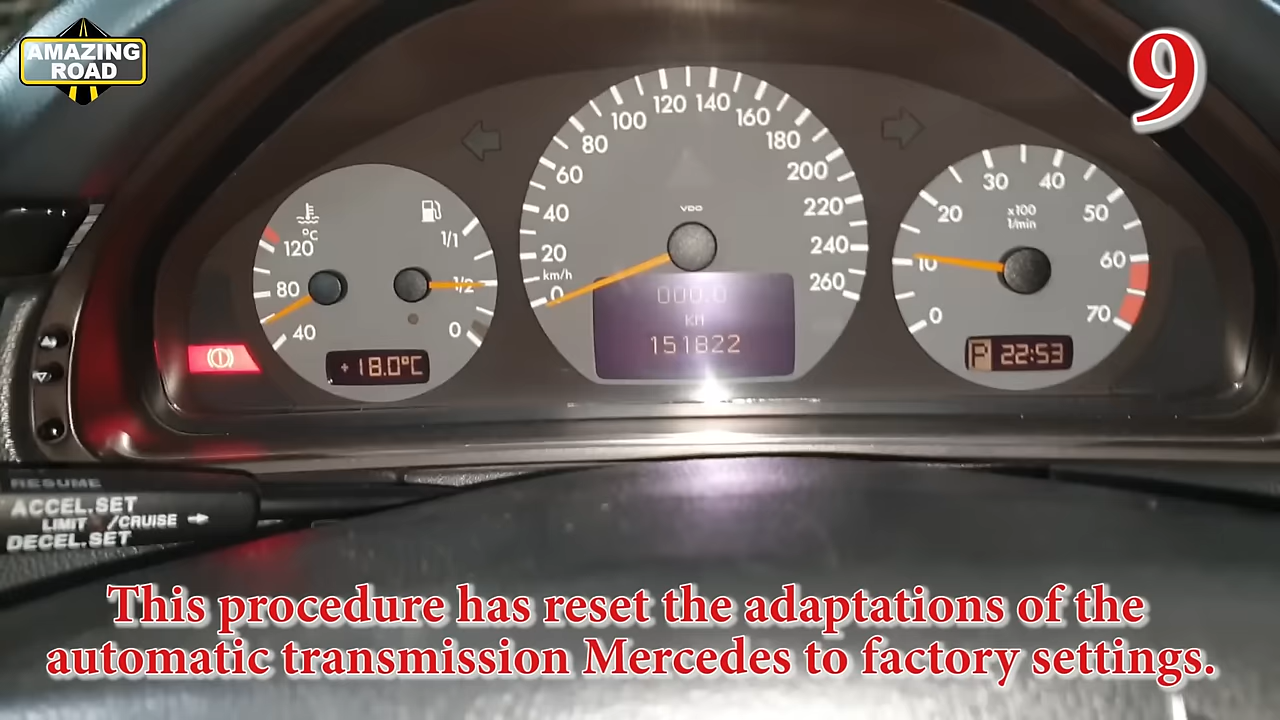 AMAZING
ROAD
9
120 140
100 160
80 180
60 200
40 220
20 240
km/h
0 260
VDO
000.0
KM
151822
°C
120
80
40
1/1
1/2
0
+18.0°C
30 40
20 50
x100
1/min
10 60
0 70
P 22:53
RESUME
ACCEL.SET
LIMIT /CRUISE
DECEL.SET
This procedure has reset the adaptations of the
automatic transmission Mercedes to factory settings.